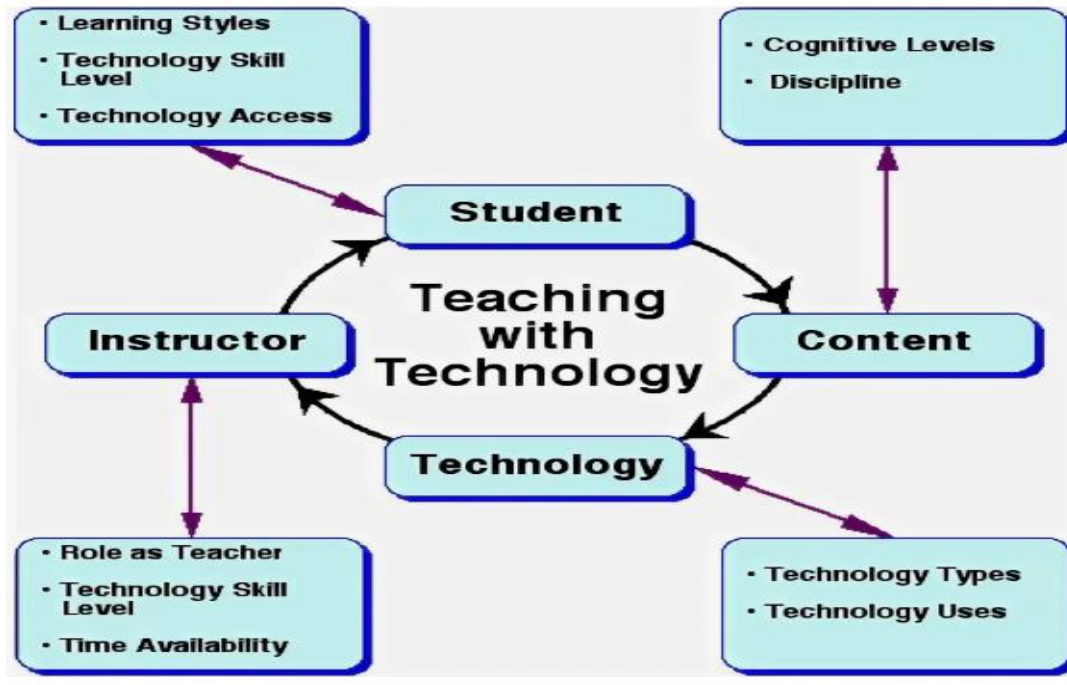 • Learning Styles
• Technology Skill
Level
• Technology Access
• Cognitive Levels
• Discipline
Student
Teaching
with
Technology
Instructor
Content
Technology
• Role as Teacher
• Technology Skill
Level
• Time Availability
• Technology Types
• Technology Uses